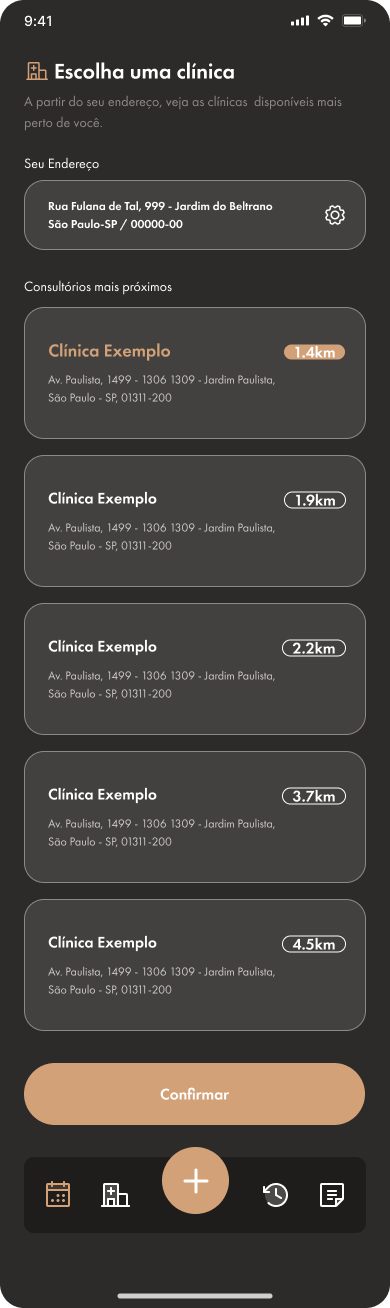 9:41
Escolha uma clínica
A partir do seu endereço, veja as clínicas disponíveis mais
perto de você.
Seu Endereço
Rua Fulana de Tal, 999 - Jardim do Beltrano
São Paulo-SP / 00000-00
Consultórios mais próximos
Clínica Exemplo
1.4km
Av. Paulista, 1499 - 1306 1309 - Jardim Paulista,
São Paulo - SP, 01311-200
Clínica Exemplo
1.9km
Av. Paulista, 1499 - 1306 1309 - Jardim Paulista,
São Paulo - SP, 01311-200
Clínica Exemplo
2.2km
Av. Paulista, 1499 - 1306 1309 - Jardim Paulista,
São Paulo - SP, 01311-200
Clínica Exemplo
3.7km
Av. Paulista, 1499 - 1306 1309 - Jardim Paulista,
São Paulo - SP, 01311-200
Clínica Exemplo
4.5km
Av. Paulista, 1499 - 1306 1309 - Jardim Paulista,
São Paulo - SP, 01311-200
Confirmar